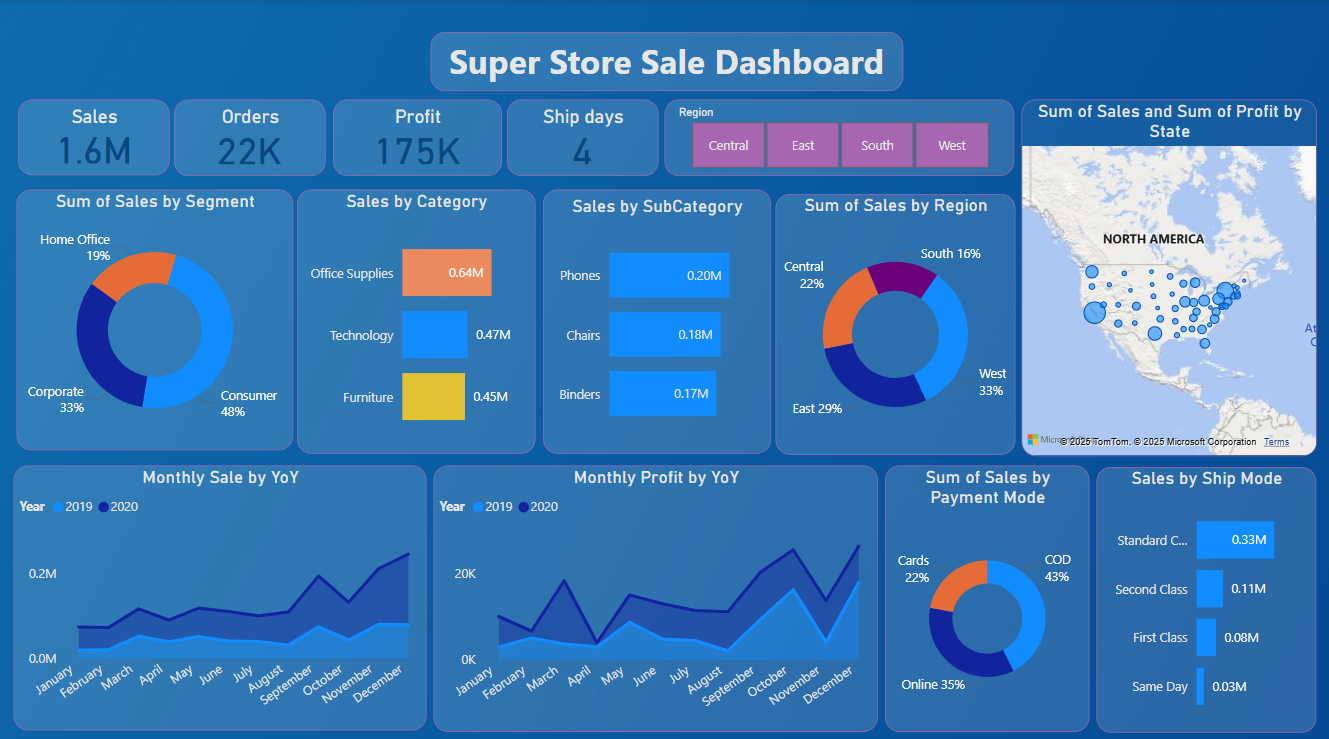 Super Store Sale Dashboard
Sales
1.6M
Orders
22K
Profit
175K
Ship days
4
Region
Central
East
South
West
Sum of Sales and Sum of Profit by
State
NORTH AMERICA
© 2025 TomTom, © 2025 Microsoft Corporation Terms
Sum of Sales by Segment
Home Office
19%
Corporate
33%
Consumer
48%
Sales by Category
Office Supplies 0.64M
Technology 0.47M
Furniture 0.45M
Sales by SubCategory
Phones 0.20M
Chairs 0.18M
Binders 0.17M
Sum of Sales by Region
South 16%
Central
22%
West
33%
East 29%
Monthly Sale by YoY
Year 2019 2020
0.2M
0.0M
January February March April May June July August September October November December
Monthly Profit by YoY
Year 2019 2020
20K
0K
January February March April May June July August September October November December
Sum of Sales by
Payment Mode
Cards
22%
COD
43%
Online 35%
Sales by Ship Mode
Standard C... 0.33M
Second Class 0.11M
First Class 0.08M
Same Day 0.03M